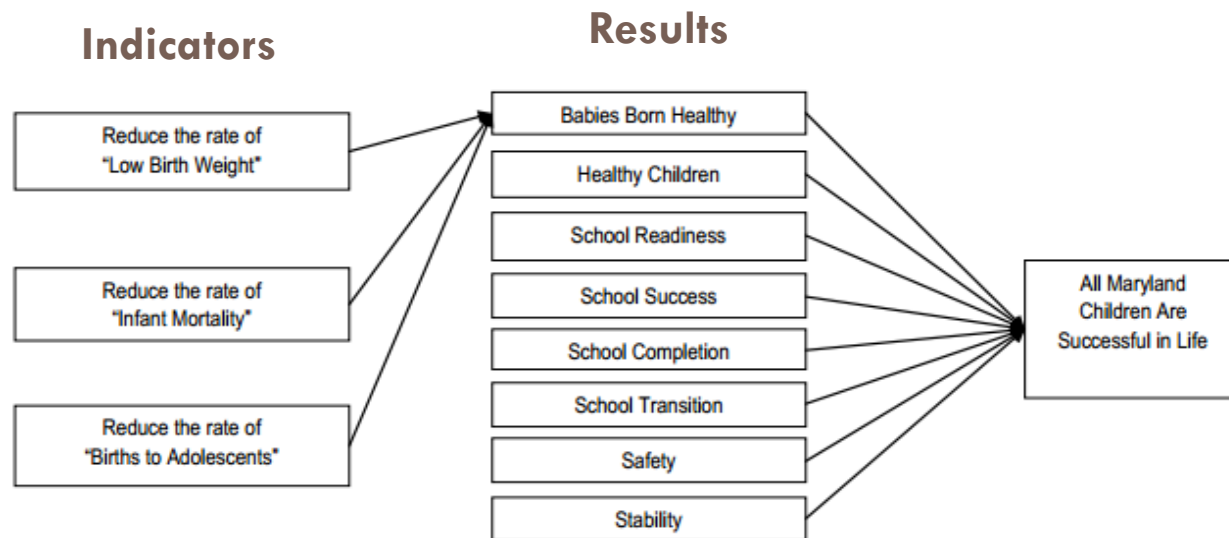 Indicators
Results
Reduce the rate of
“Low Birth Weight”
Reduce the rate of
“Infant Mortality”
Reduce the rate of
“Births to Adolescents”
Babies Born Healthy
Healthy Children
School Readiness
School Success
School Completion
School Transition
Safety
Stability
All Maryland
Children Are
Successful in Life